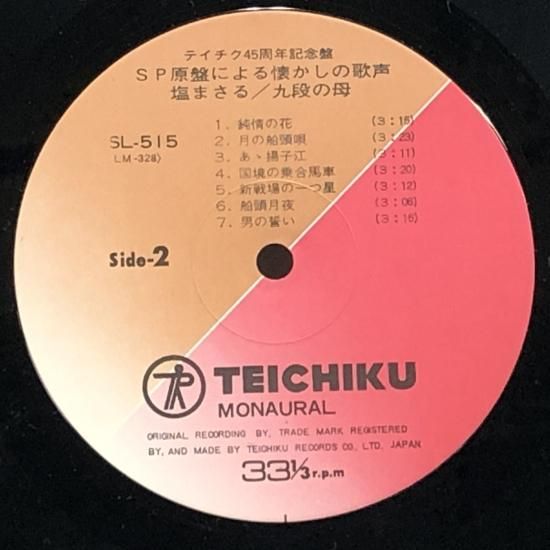 テイチク45周年記念盤
SP原盤による懐かしの歌声
塩まさる／九段の母
SL-515
(LM-328)
1. 純情の花 (3:15)
2. 月の船頭唄 (3:23)
3. あゝ揚子江 (3:11)
4. 国境の乗合馬車 (3:20)
5. 新戦場の一つ星 (3:12)
6. 船頭月夜 (3:06)
7. 男の誓い (3:15)
Side-2
TEICHIKU
MONAURAL
ORIGINAL RECORDING BY, TRADE MARK REGISTERED
BY, AND MADE BY TEICHIKU RECORDS CO., LTD. JAPAN
33⅓ r.p.m